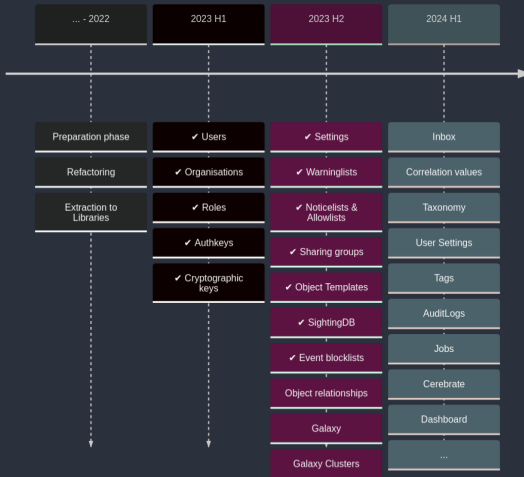 ... - 2022
2023 H1
2023 H2
2024 H1
Preparation phase
Refactoring
Extraction to
Libraries
✔ Users
✔ Organisations
✔ Roles
✔ Authkeys
✔ Cryptographic
keys
✔ Settings
✔ Warninglists
✔ Noticelists &
Allowlists
✔ Sharing groups
✔ Object Templates
✔ SightingDB
✔ Event blocklists
Object relationships
Galaxy
Galaxy Clusters
Inbox
Correlation values
Taxonomy
User Settings
Tags
AuditLogs
Jobs
Cerebrate
Dashboard
...